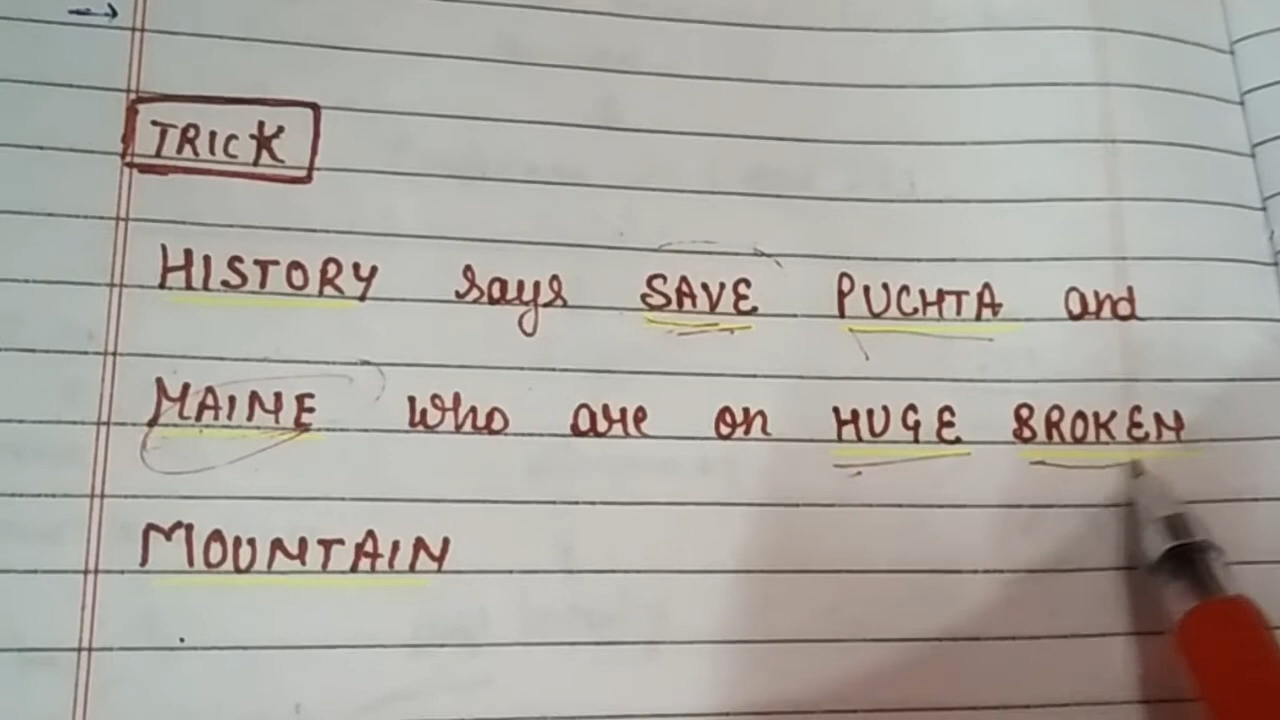 TRICK
HISTORY says SAVE PUCHTA and
MAINE who are on HUGE BROKEN
MOUNTAIN